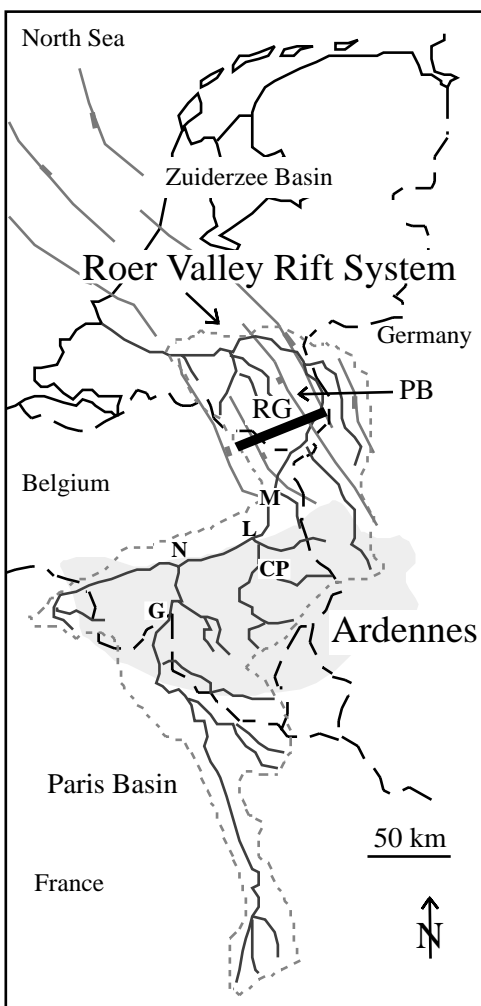 North Sea
Zuiderzee Basin
Roer Valley Rift System
Germany
PB
RG
Belgium
M
L
N
CP
G
Ardennes
Paris Basin
50 km
France
N